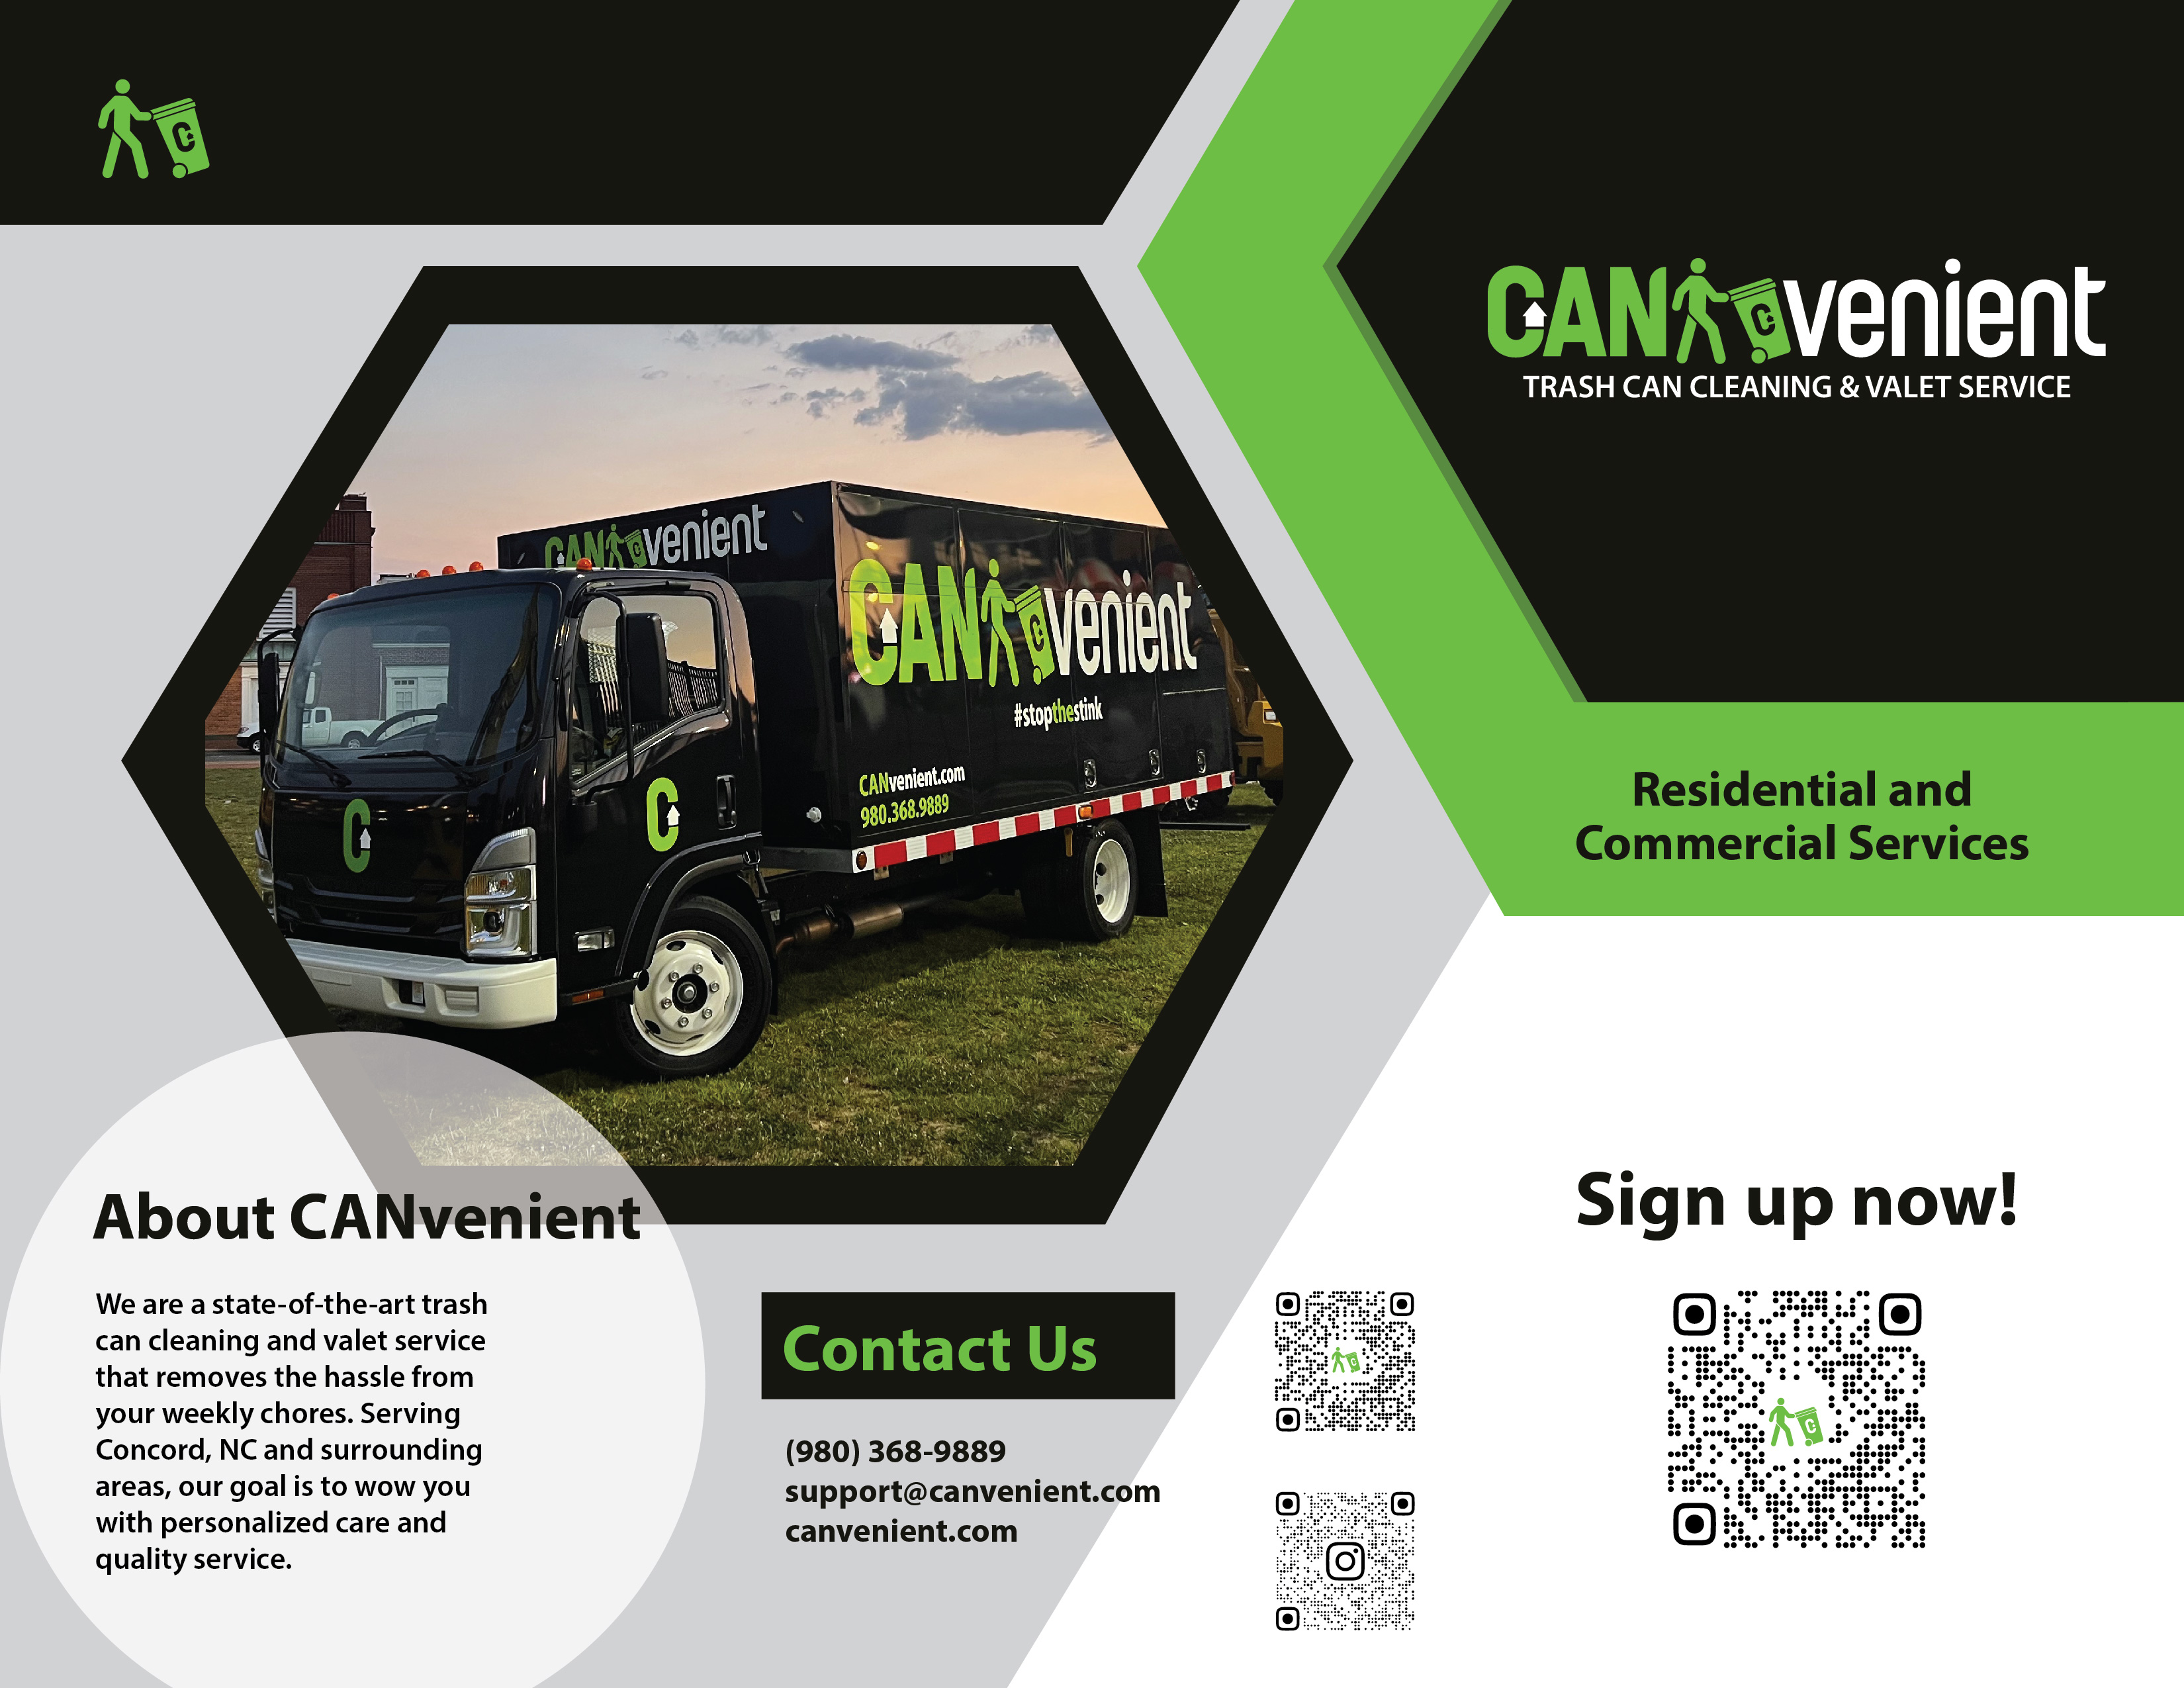 CANvenient
TRASH CAN CLEANING & VALET SERVICE
CANvenient
CANvenient
#stopthestink
CANvenient.com
980.368.9889
C
C
Residential and
Commercial Services
About CANvenient
We are a state-of-the-art trash
can cleaning and valet service
that removes the hassle from
your weekly chores. Serving
Concord, NC and surrounding
areas, our goal is to wow you
with personalized care and
quality service.
Contact Us
(980) 368-9889
support@canvenient.com
canvenient.com
Sign up now!